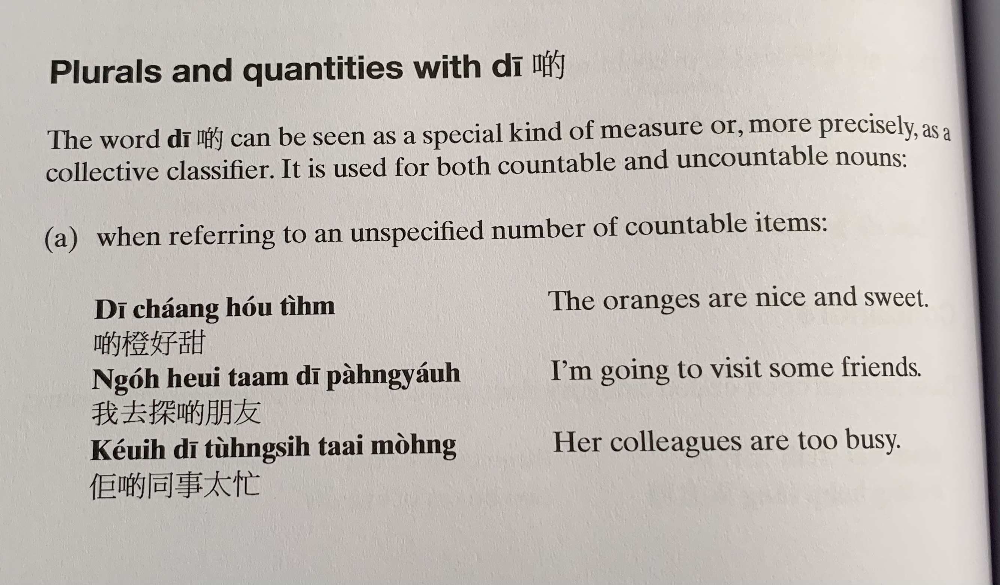 Plurals and quantities with dī 啲
The word dī 啲 can be seen as a special kind of measure or, more precisely, as a
collective classifier. It is used for both countable and uncountable nouns:
(a) when referring to an unspecified number of countable items:
Dī cháang hóu tìhm The oranges are nice and sweet.
啲橙好甜
Ngóh heui taam dī pàhngyáuh I’m going to visit some friends.
我去探啲朋友
Kéuih dī tùhngsih taai mòhng Her colleagues are too busy.
佢啲同事太忙